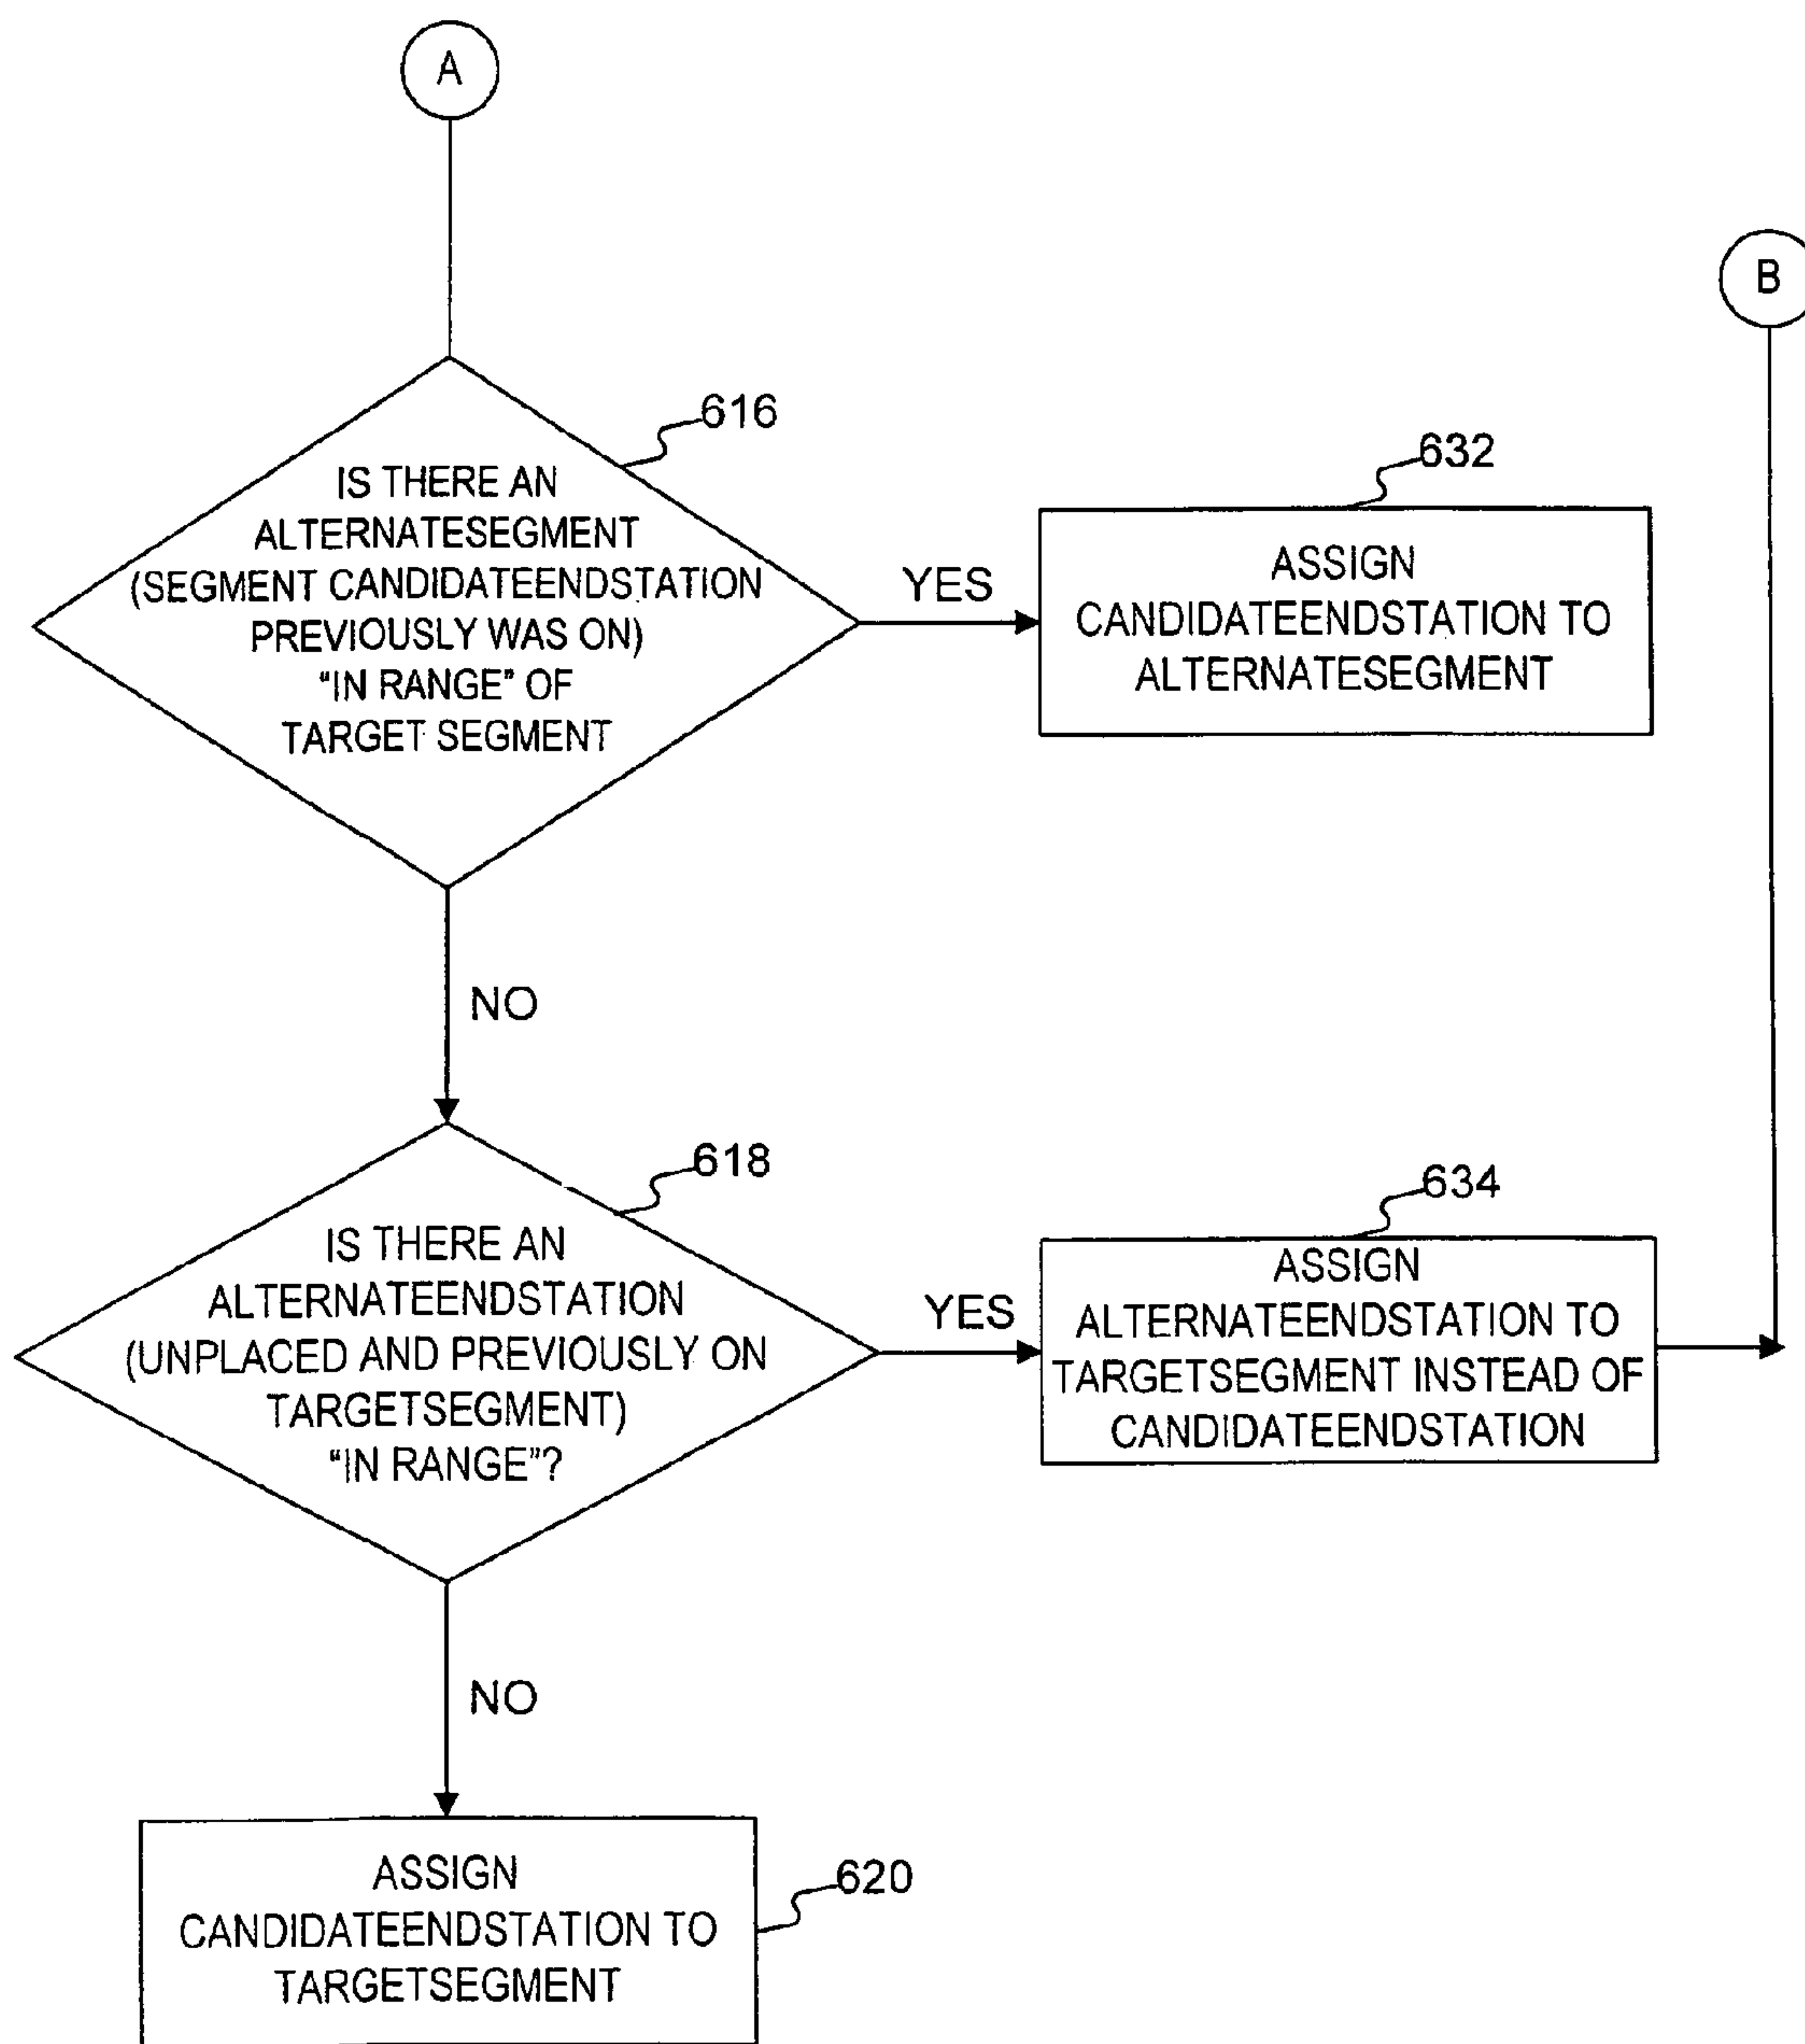 A
B
616
IS THERE AN
ALTERNATESEGMENT
(SEGMENT CANDIDATEENDSTATION
PREVIOUSLY WAS ON)
"IN RANGE" OF
TARGET SEGMENT
YES
632
ASSIGN
CANDIDATEENDSTATION TO
ALTERNATESEGMENT
NO
618
IS THERE AN
ALTERNATEENDSTATION
(UNPLACED AND PREVIOUSLY ON
TARGETSEGMENT)
"IN RANGE"?
YES
634
ASSIGN
ALTERNATEENDSTATION TO
TARGETSEGMENT INSTEAD OF
CANDIDATEENDSTATION
NO
620
ASSIGN
CANDIDATEENDSTATION TO
TARGETSEGMENT